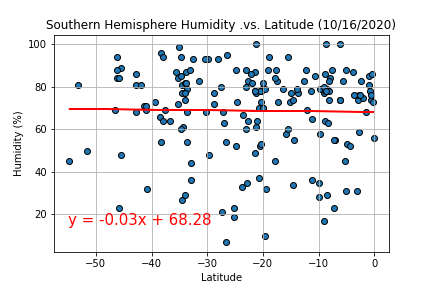 Southern Hemisphere Humidity .vs. Latitude (10/16/2020)
100
80
60
40
20
Humidity (%)
y = -0.03x + 68.28
−50
−40
−30
−20
−10
0
Latitude